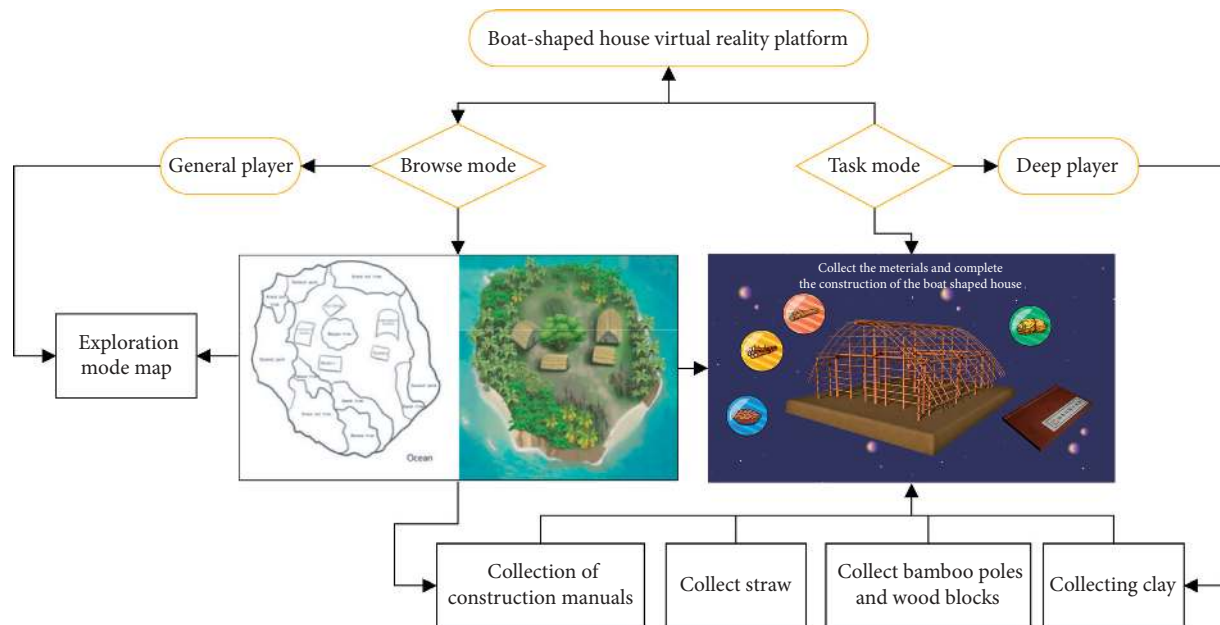 Boat-shaped house virtual reality platform
General player
Browse mode
Task mode
Deep player
Collect the meterials and complete
the construction of the boat shaped house
Exploration
mode map
Ocean
Collection of
construction manuals
Collect straw
Collect bamboo poles
and wood blocks
Collecting clay